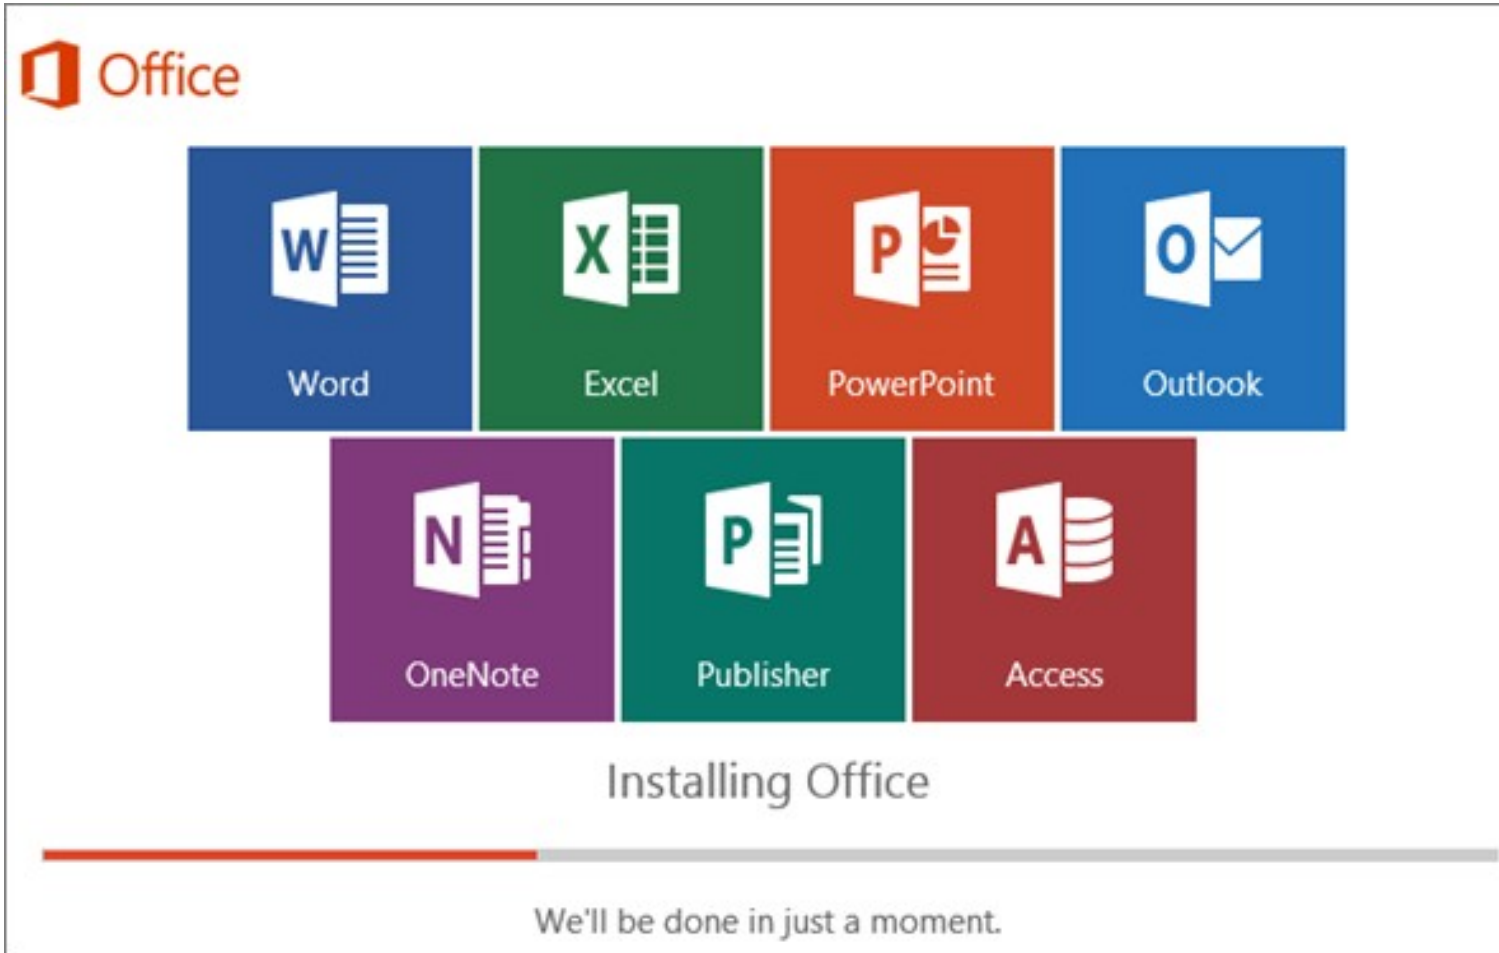 Office
W X P O
Word Excel PowerPoint Outlook
N P A
OneNote Publisher Access
Installing Office
We'll be done in just a moment.